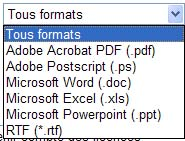 Tous formats
Tous formats
Adobe Acrobat PDF (.pdf)
Adobe Postscript (.ps)
Microsoft Word (.doc)
Microsoft Excel (.xls)
Microsoft Powerpoint (.ppt)
RTF (*.rtf)